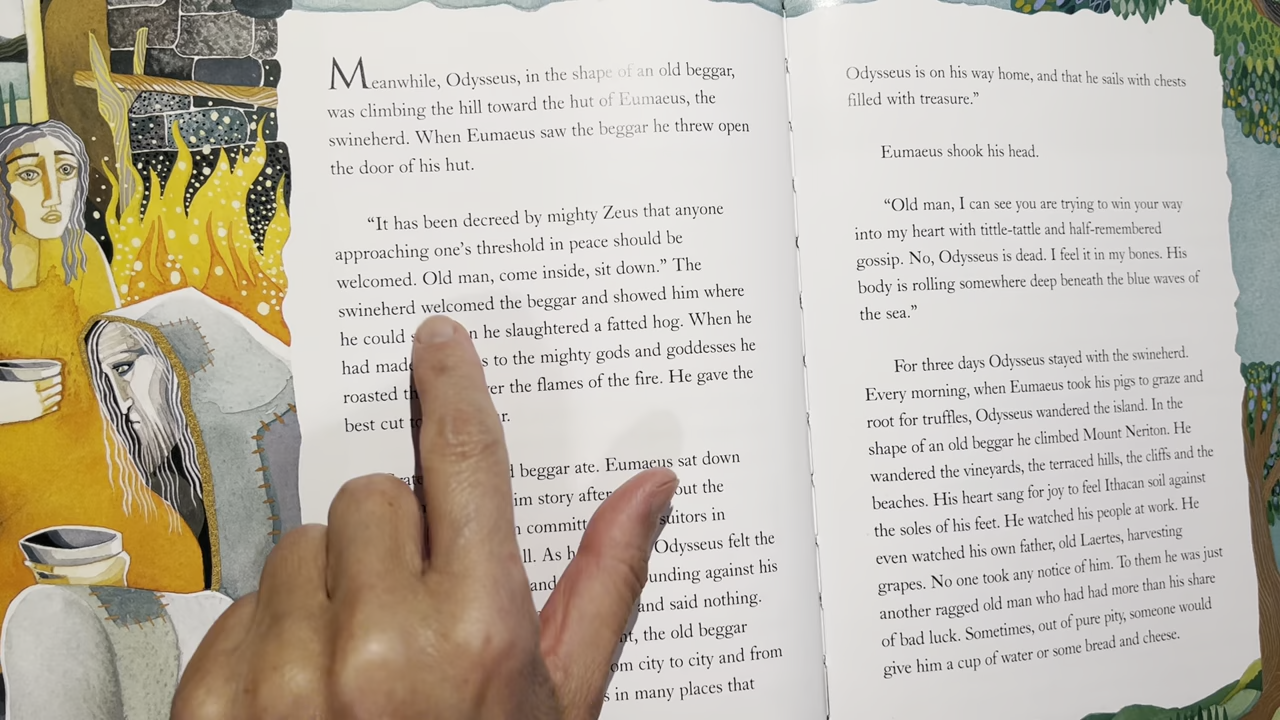 Meanwhile, Odysseus, in the shape of an old beggar,
was climbing the hill toward the hut of Eumaeus, the
swineherd. When Eumaeus saw the beggar he threw open
the door of his hut.
“It has been decreed by mighty Zeus that anyone
approaching one’s threshold in peace should be
welcomed. Old man, come inside, sit down.” The
swineherd welcomed the beggar and showed him where
he could he slaughtered a fatted hog. When he
had made to the mighty gods and goddesses he
roasted the flames of the fire. He gave the
best cut
beggar ate. Eumaeus sat down
story after the
suitors in
As Odysseus felt the
against his
and said nothing.
the old beggar
from city to city and from
in many places that
Odysseus is on his way home, and that he sails with chests
filled with treasure.”
Eumaeus shook his head.
“Old man, I can see you are trying to win your way
into my heart with tittle-tattle and half-remembered
gossip. No, Odysseus is dead. I feel it in my bones. His
body is rolling somewhere deep beneath the blue waves of
the sea.”
For three days Odysseus stayed with the swineherd.
Every morning, when Eumaeus took his pigs to graze and
root for truffles, Odysseus wandered the island. In the
shape of an old beggar he climbed Mount Neriton. He
wandered the vineyards, the terraced hills, the cliffs and the
beaches. His heart sang for joy to feel Ithacan soil against
the soles of his feet. He watched his people at work. He
even watched his own father, old Laertes, harvesting
grapes. No one took any notice of him. To them he was just
another ragged old man who had had more than his share
of bad luck. Sometimes, out of pure pity, someone would
give him a cup of water or some bread and cheese.